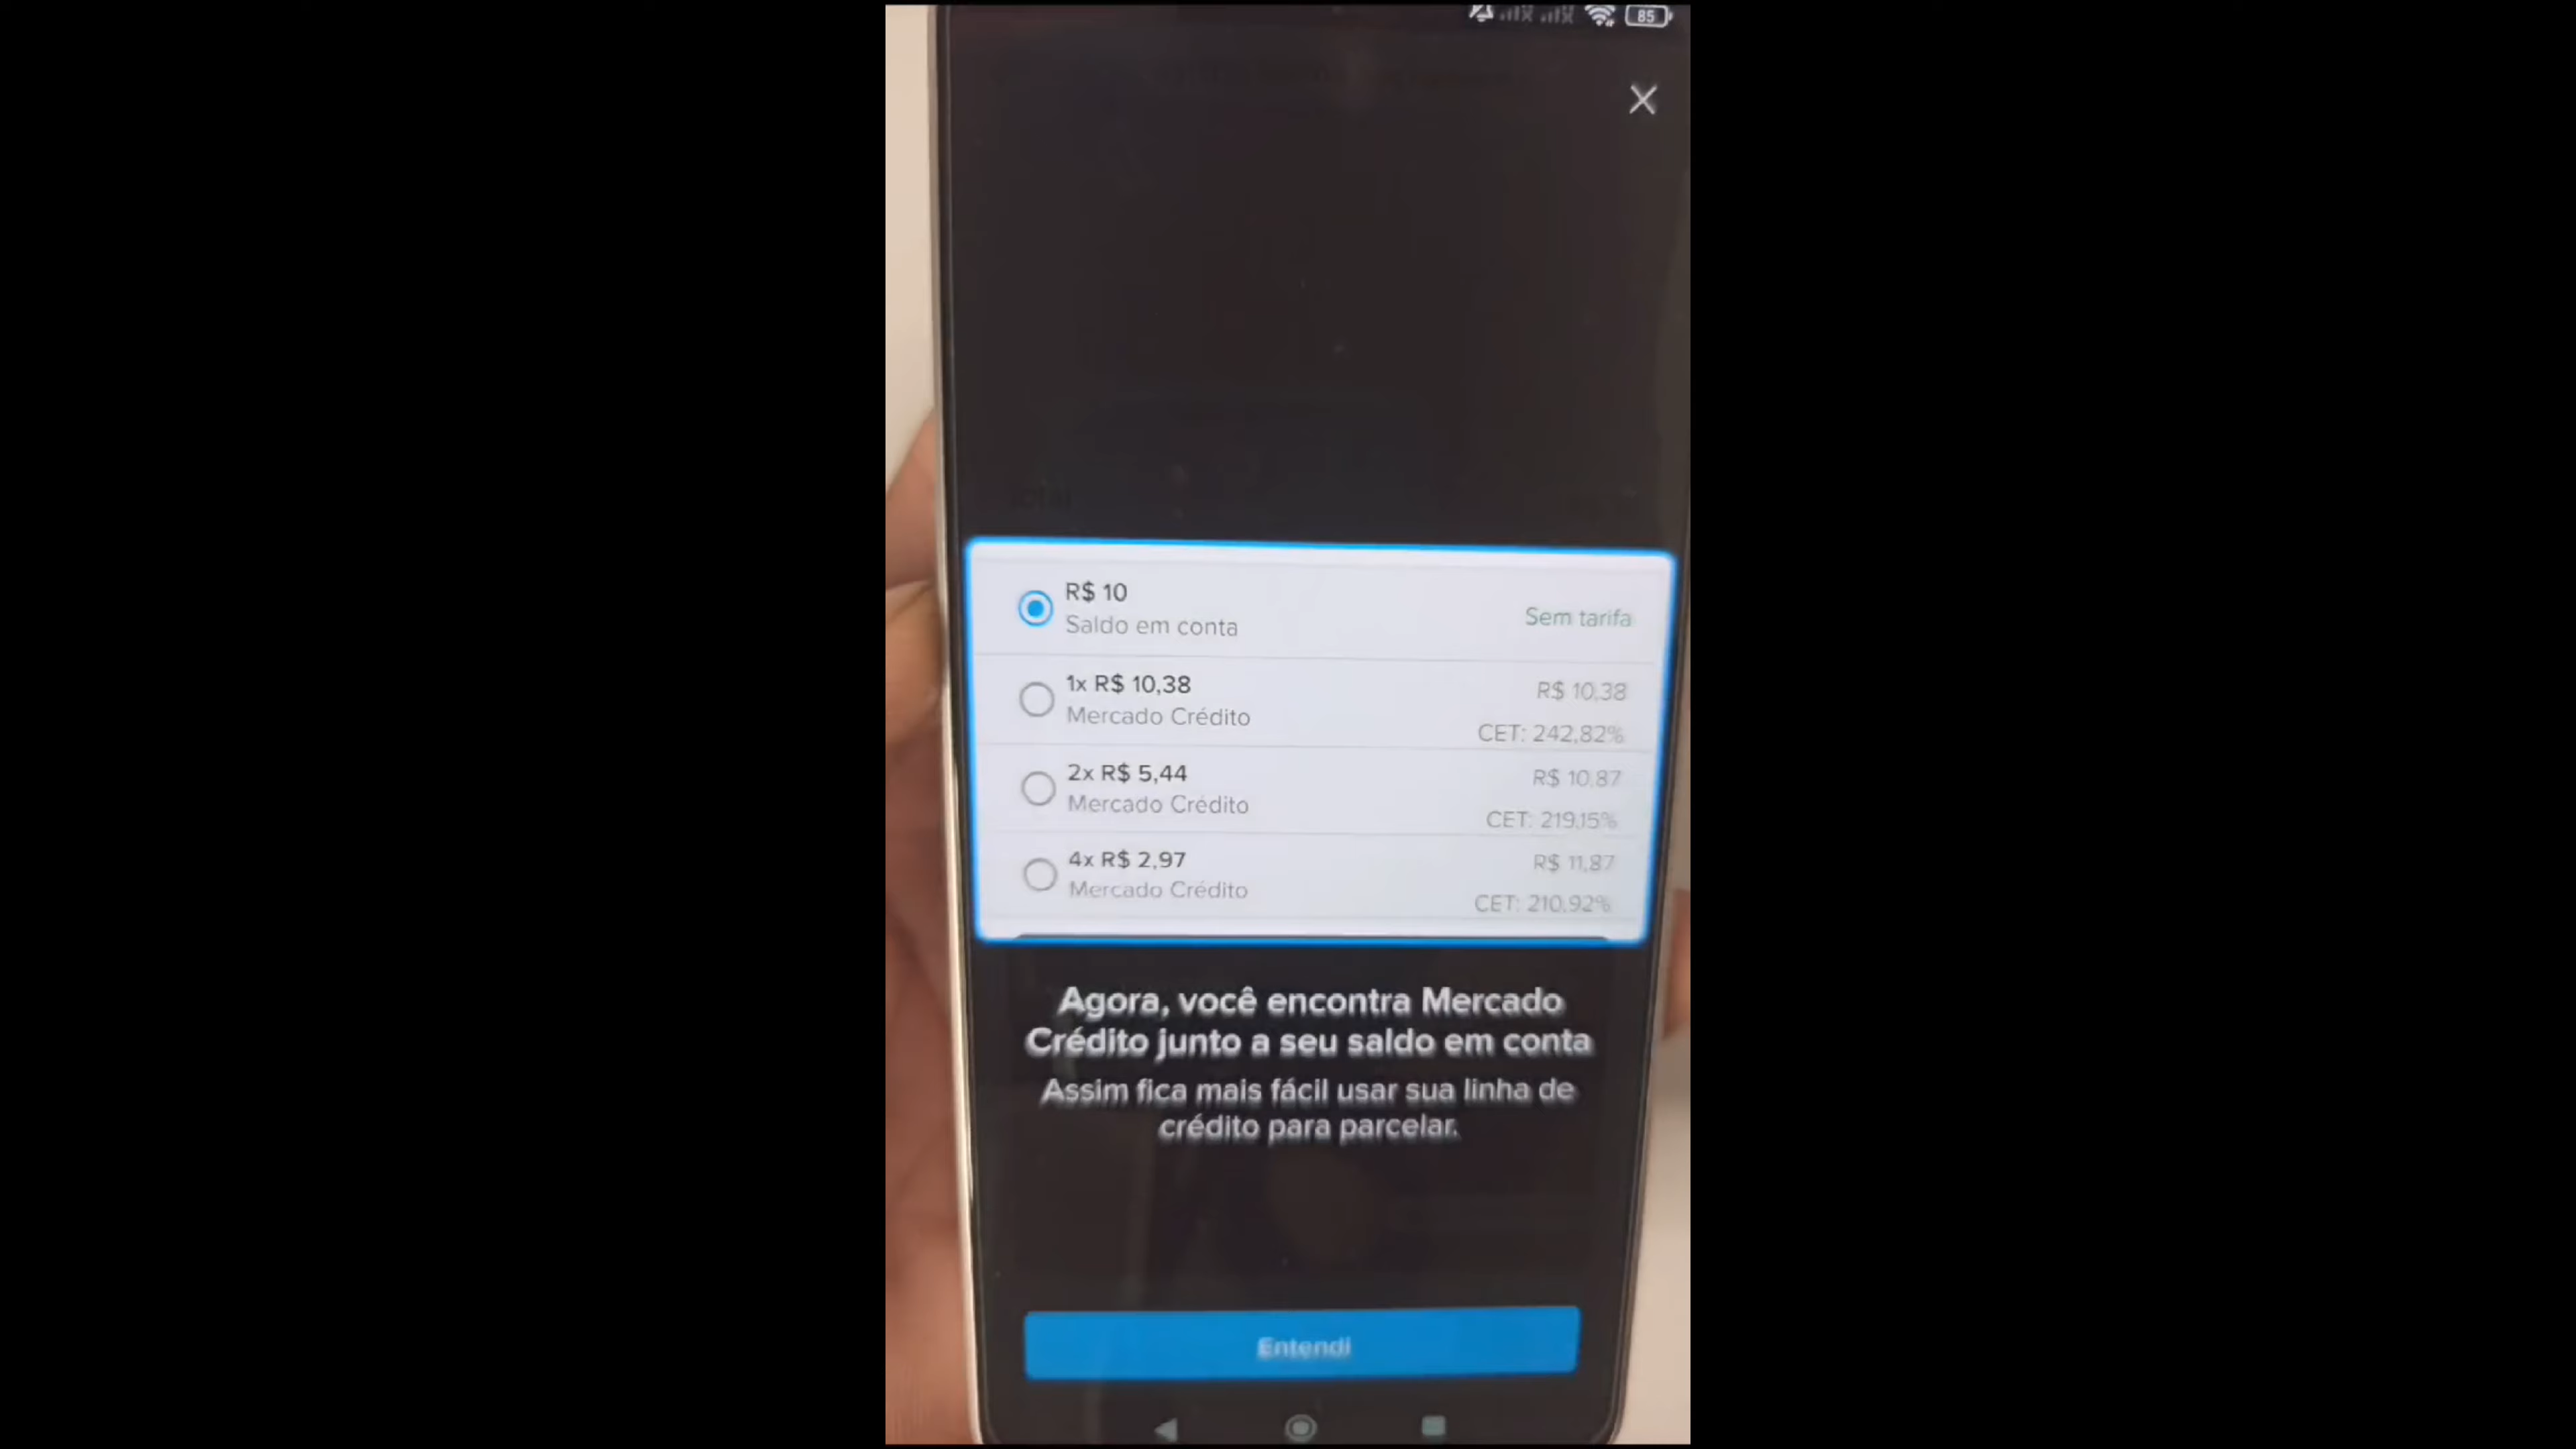 85
R$ 10
Saldo em conta
Sem tarifa
1x R$ 10,38
Mercado Crédito
R$ 10,38
CET: 242,82%
2x R$ 5,44
Mercado Crédito
R$ 10,87
CET: 219,15%
4x R$ 2,97
Mercado Crédito
R$ 11,87
CET: 210,92%
Agora, você encontra Mercado
Crédito junto a seu saldo em conta
Assim fica mais fácil usar sua linha de
crédito para parcelar.
Entendi